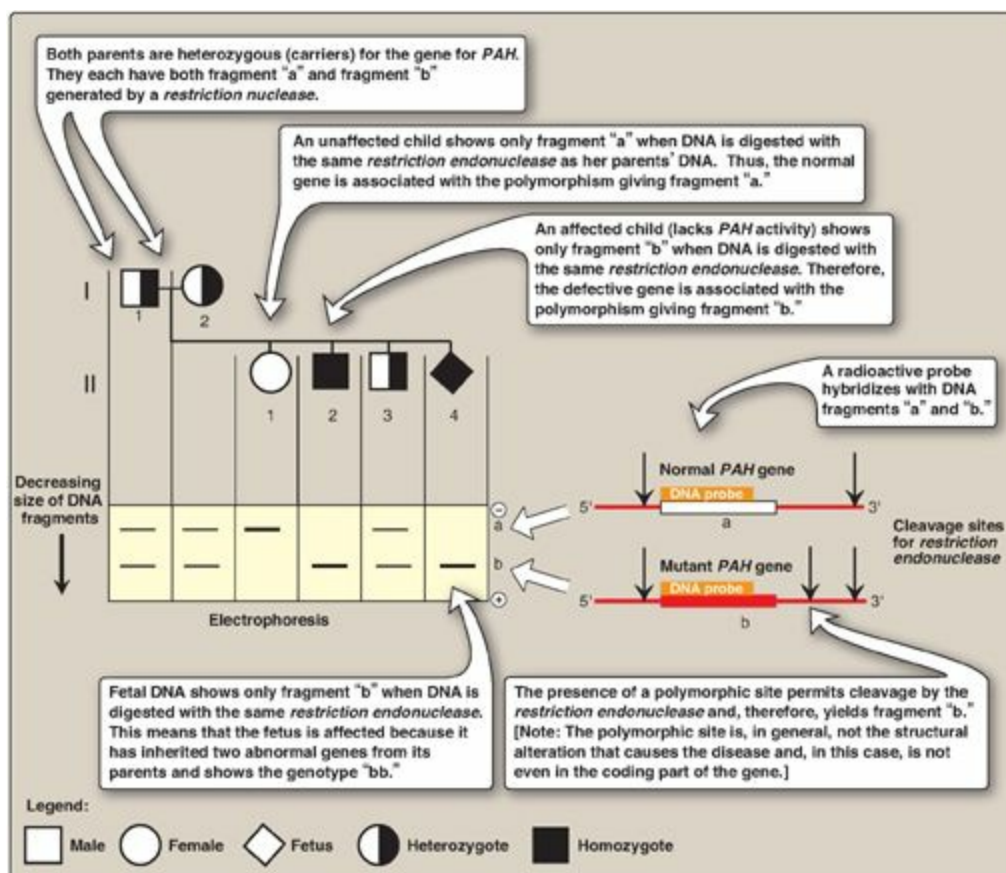 Both parents are heterozygous (carriers) for the gene for PAH.
They each have both fragment “a” and fragment “b”
generated by a restriction nuclease.
An unaffected child shows only fragment “a” when DNA is digested with
the same restriction endonuclease as her parents’ DNA. Thus, the normal
gene is associated with the polymorphism giving fragment “a.”
An affected child (lacks PAH activity) shows
only fragment “b” when DNA is digested with
the same restriction endonuclease. Therefore,
the defective gene is associated with the
polymorphism giving fragment “b.”
I
1
2
II
1
2
3
4
A radioactive probe
hybridizes with DNA
fragments “a” and “b.”
Decreasing
size of DNA
fragments
−
a
b
+
Electrophoresis
Normal PAH gene
DNA probe
5'
3'
a
Cleavage sites
for restriction
endonuclease
Mutant PAH gene
DNA probe
5'
3'
b
Fetal DNA shows only fragment “b” when DNA is
digested with the same restriction endonuclease.
This means that the fetus is affected because it
has inherited two abnormal genes from its
parents and shows the genotype “bb.”
The presence of a polymorphic site permits cleavage by the
restriction endonuclease and, therefore, yields fragment “b.”
[Note: The polymorphic site is, in general, not the structural
alteration that causes the disease and, in this case, is not
even in the coding part of the gene.]
Legend:
Male
Female
Fetus
Heterozygote
Homozygote